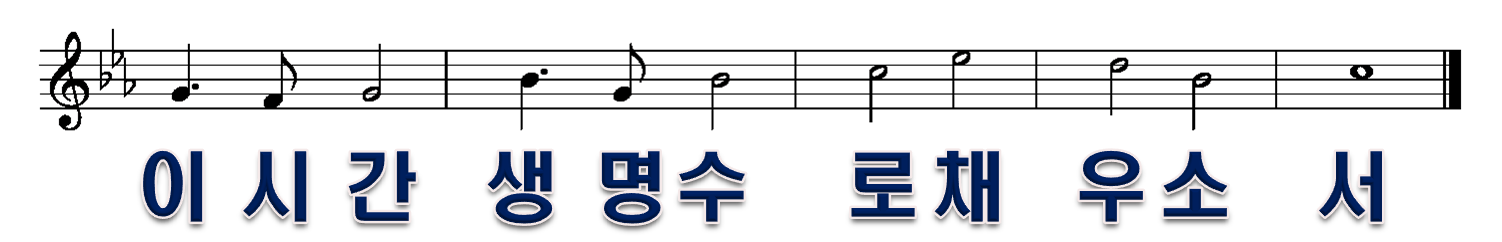 이 시 간 생 명 수 로 채 우 소 서